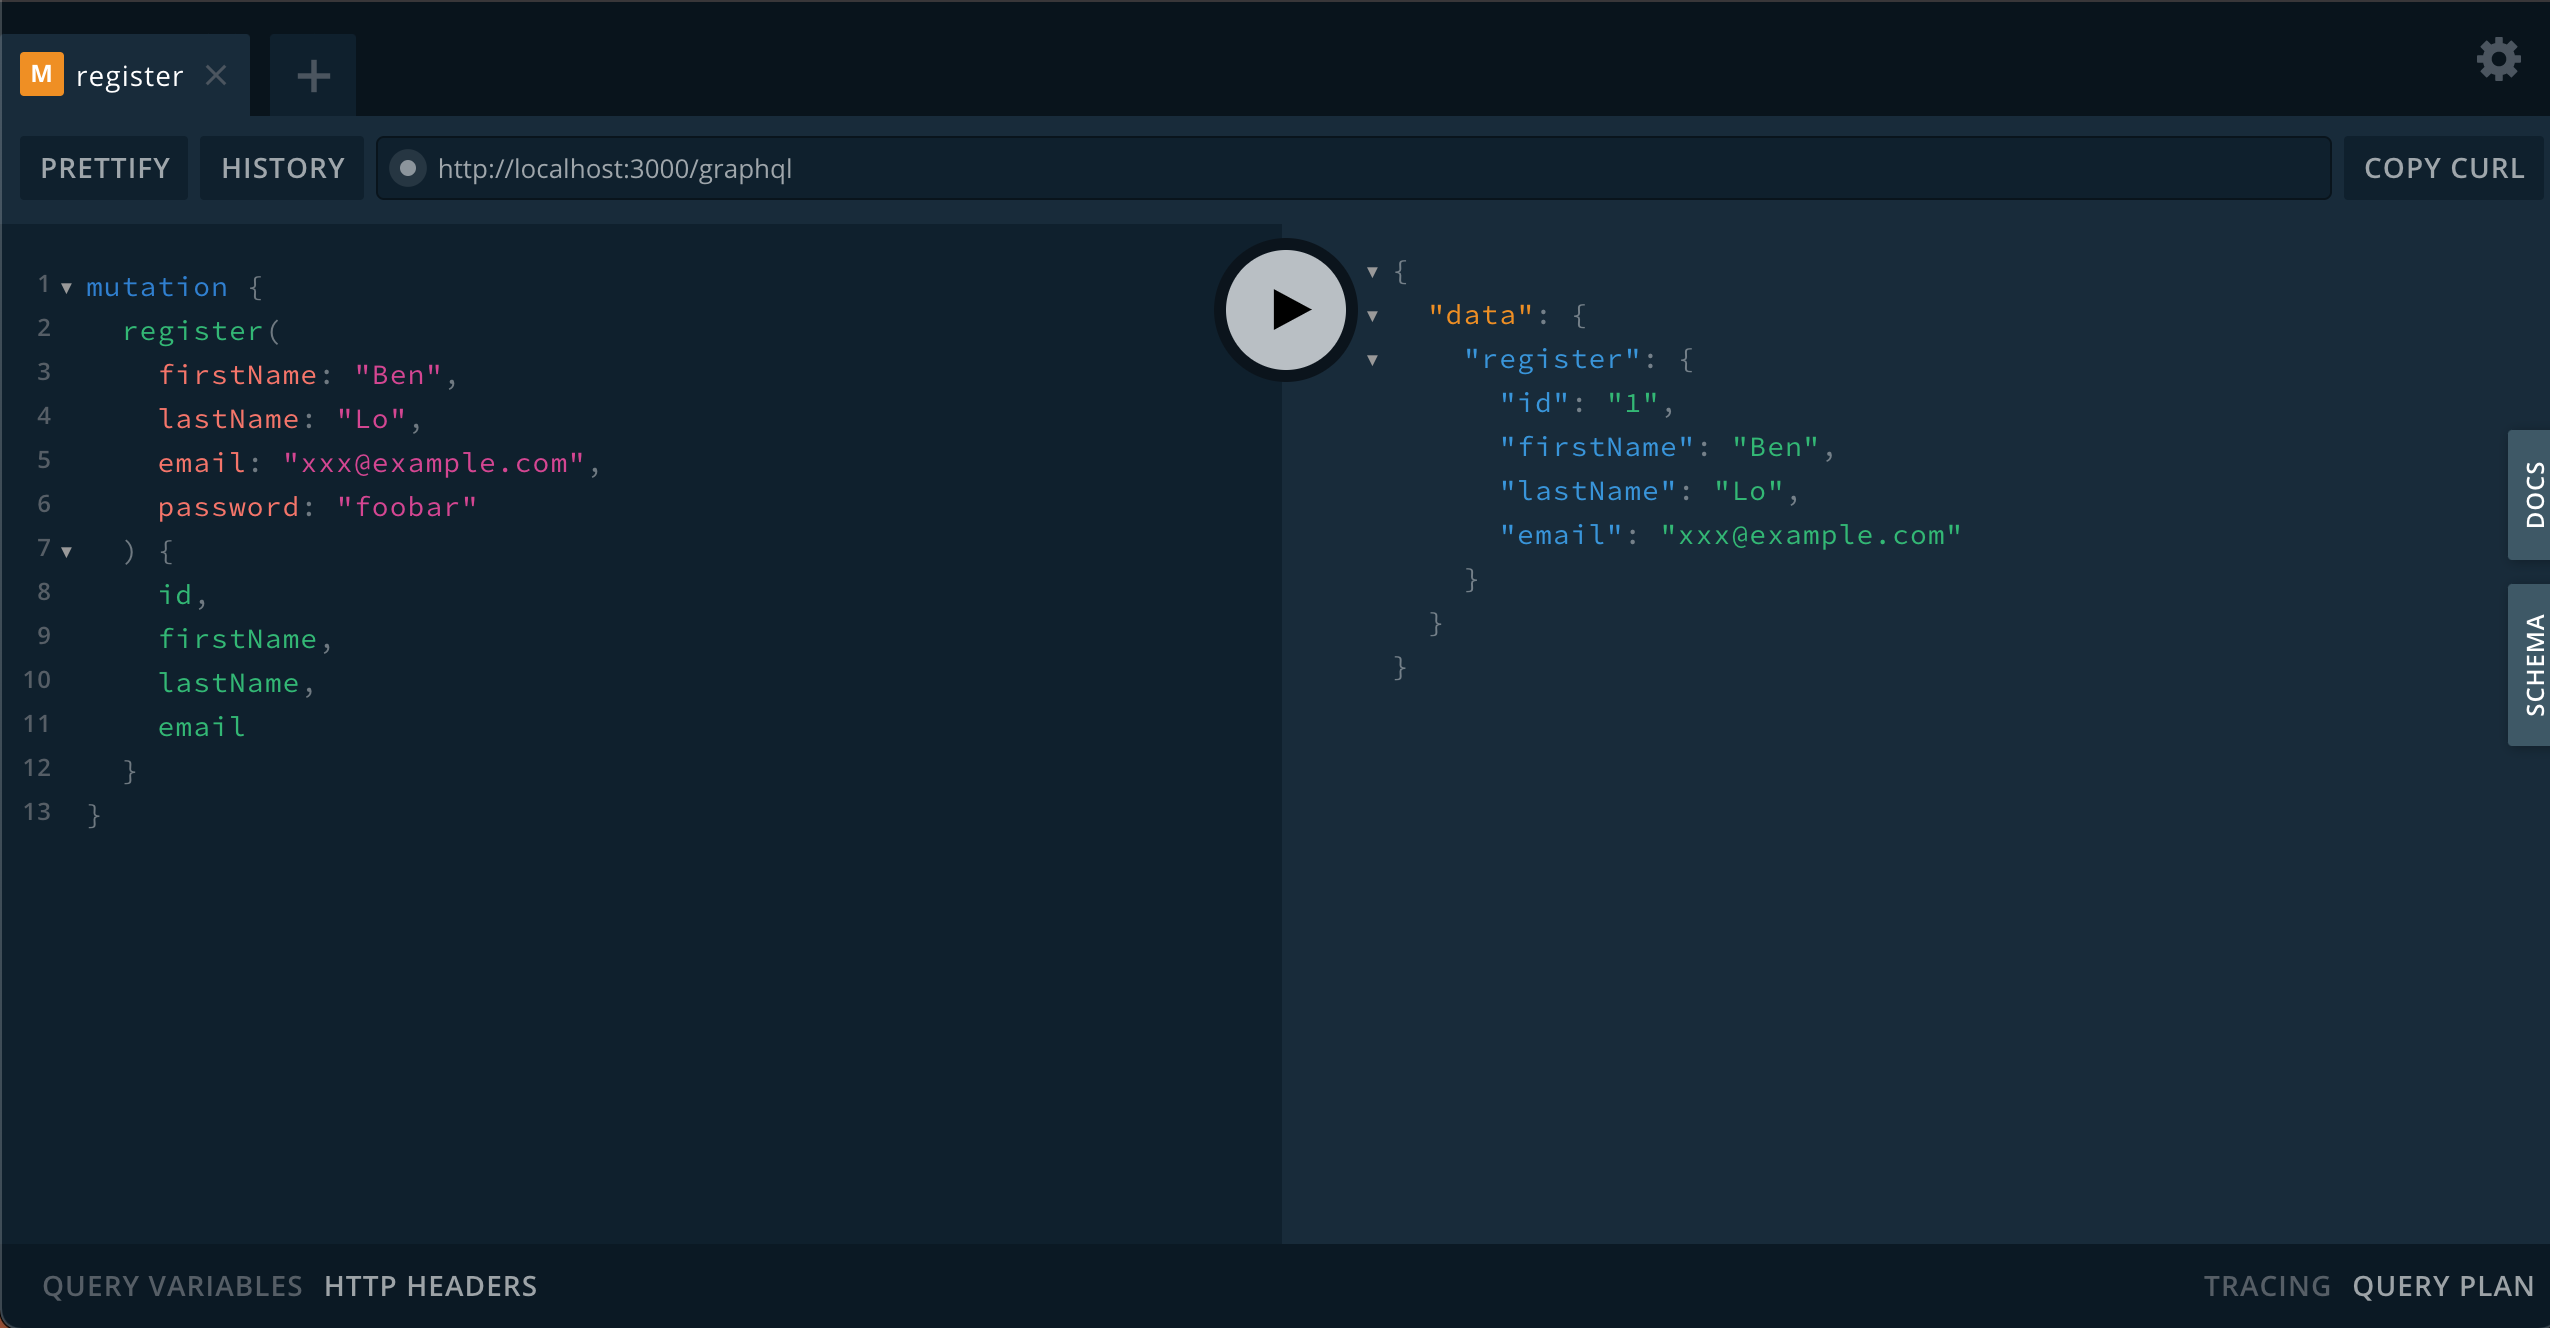 M register
PRETTIFY HISTORY http://localhost:3000/graphql COPY CURL
1 mutation {
2 register(
3 firstName: "Ben",
4 lastName: "Lo",
5 email: "xxx@example.com",
6 password: "foobar"
7 ) {
8 id,
9 firstName,
10 lastName,
11 email
12 }
13 }
{
"data": {
"register": {
"id": "1",
"firstName": "Ben",
"lastName": "Lo",
"email": "xxx@example.com"
}
}
}
DOCS
SCHEMA
QUERY VARIABLES HTTP HEADERS
TRACING QUERY PLAN